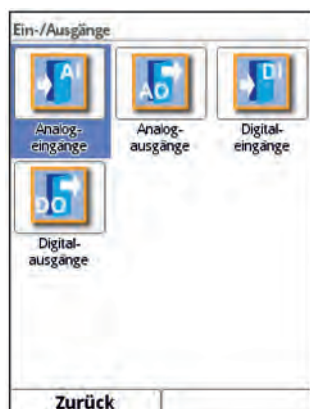 Ein-/Ausgänge
AI
AO
DI
Analog-
eingänge
Analog-
ausgänge
Digital-
eingänge
DO
Digital-
ausgänge
Zurück